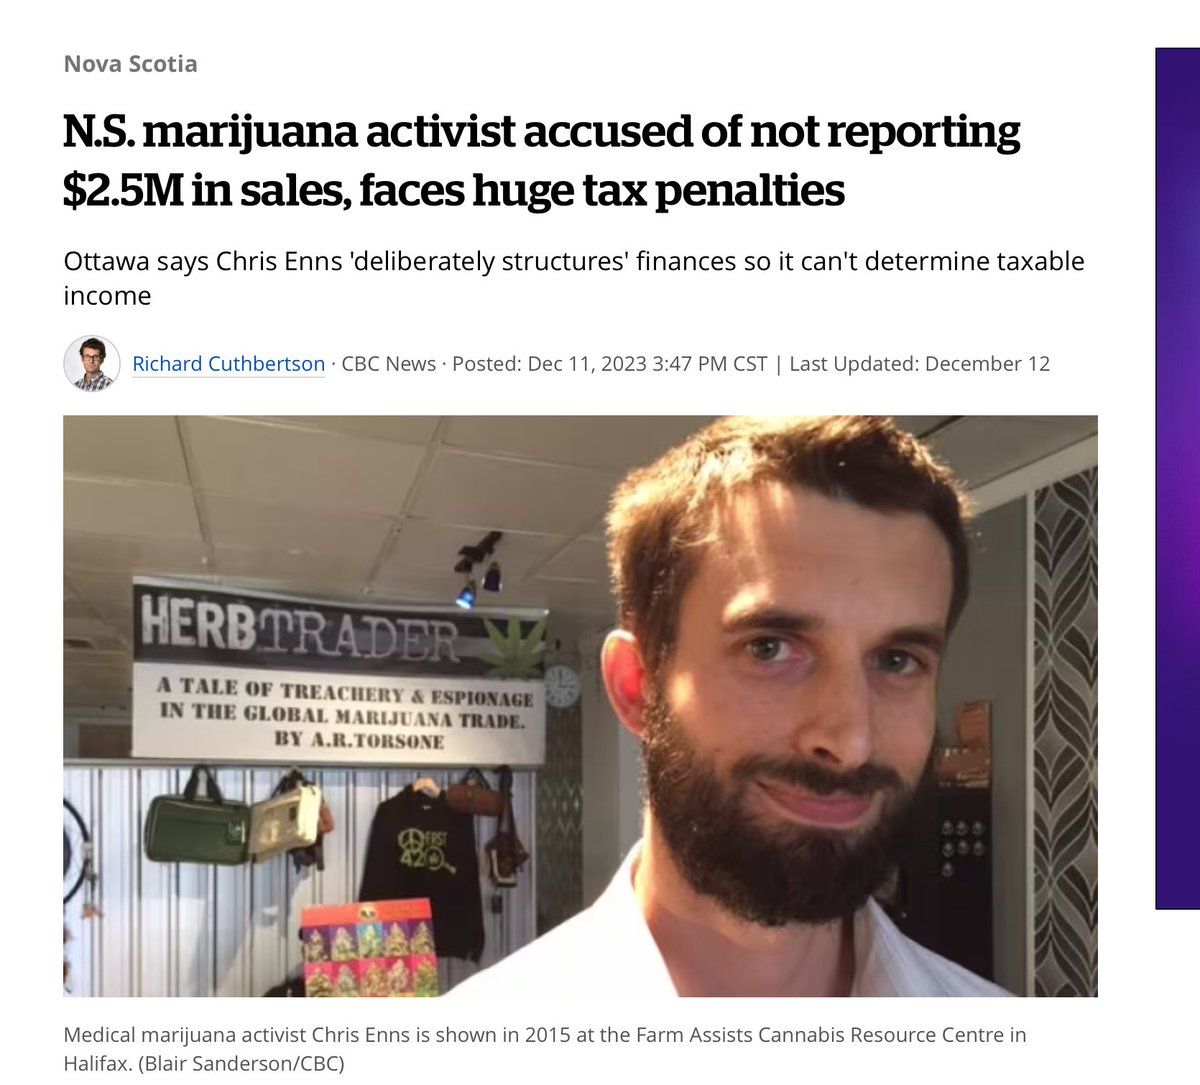 Nova Scotia
N.S. marijuana activist accused of not reporting
$2.5M in sales, faces huge tax penalties
Ottawa says Chris Enns 'deliberately structures' finances so it can't determine taxable
income
Richard Cuthbertson · CBC News · Posted: Dec 11, 2023 3:47 PM CST | Last Updated: December 12
HERBTRADER
A TALE OF TREACHERY & ESPIONAGE
IN THE GLOBAL MARIJUANA TRADE.
BY A.R.TORSONE
EAST
420
Medical marijuana activist Chris Enns is shown in 2015 at the Farm Assists Cannabis Resource Centre in
Halifax. (Blair Sanderson/CBC)